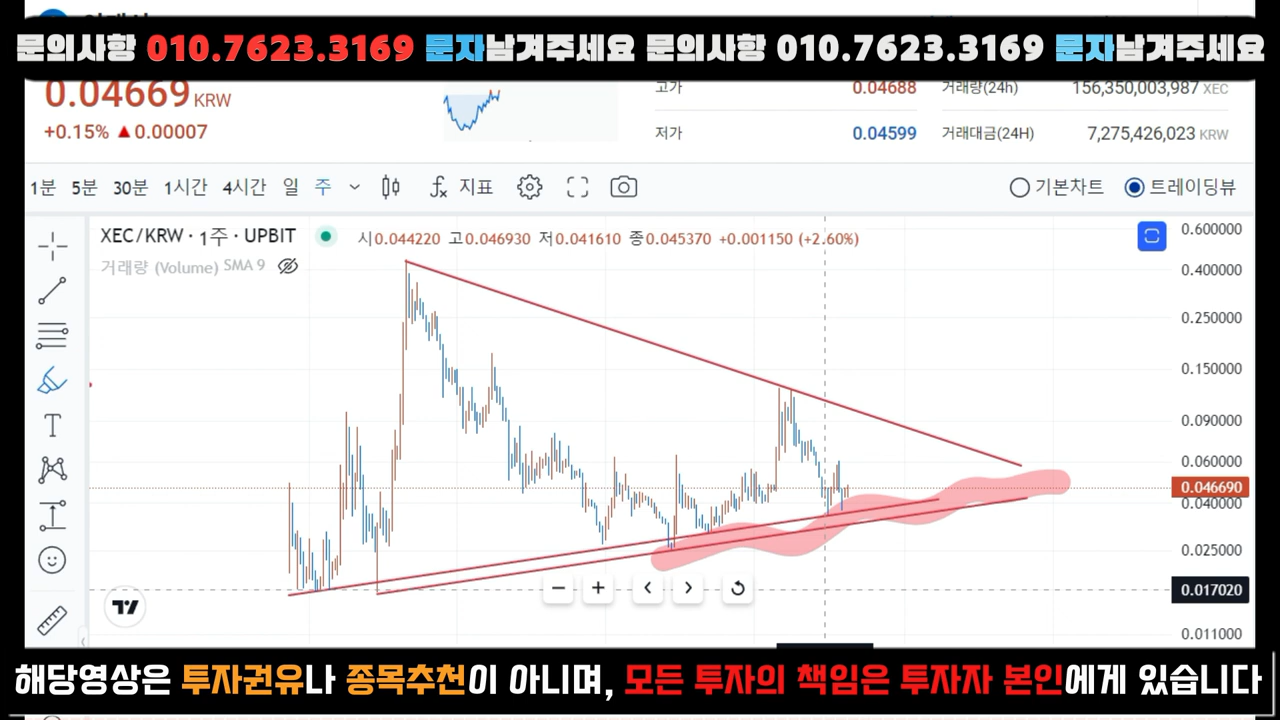 문의사항 010.7623.3169 문자남겨주세요 문의사항 010.7623.3169 문자남겨주세요
0.04669 KRW
+0.15% ▲0.00007
고가 0.04688 거래량(24h) 156,350,003,987 XEC
저가 0.04599 거래대금(24H) 7,275,426,023 KRW
1분 5분 30분 1시간 4시간 일 주 지표 기본차트 트레이딩뷰
XEC/KRW · 1주 · UPBIT 시0.044220 고0.046930 저0.041610 종0.045370 +0.001150 (+2.60%)
거래량 (Volume) SMA 9
0.600000
0.400000
0.250000
0.150000
0.090000
0.060000
0.046690
0.040000
0.025000
0.017020
0.011000
해당영상은 투자권유나 종목추천이 아니며, 모든 투자의 책임은 투자자 본인에게 있습니다